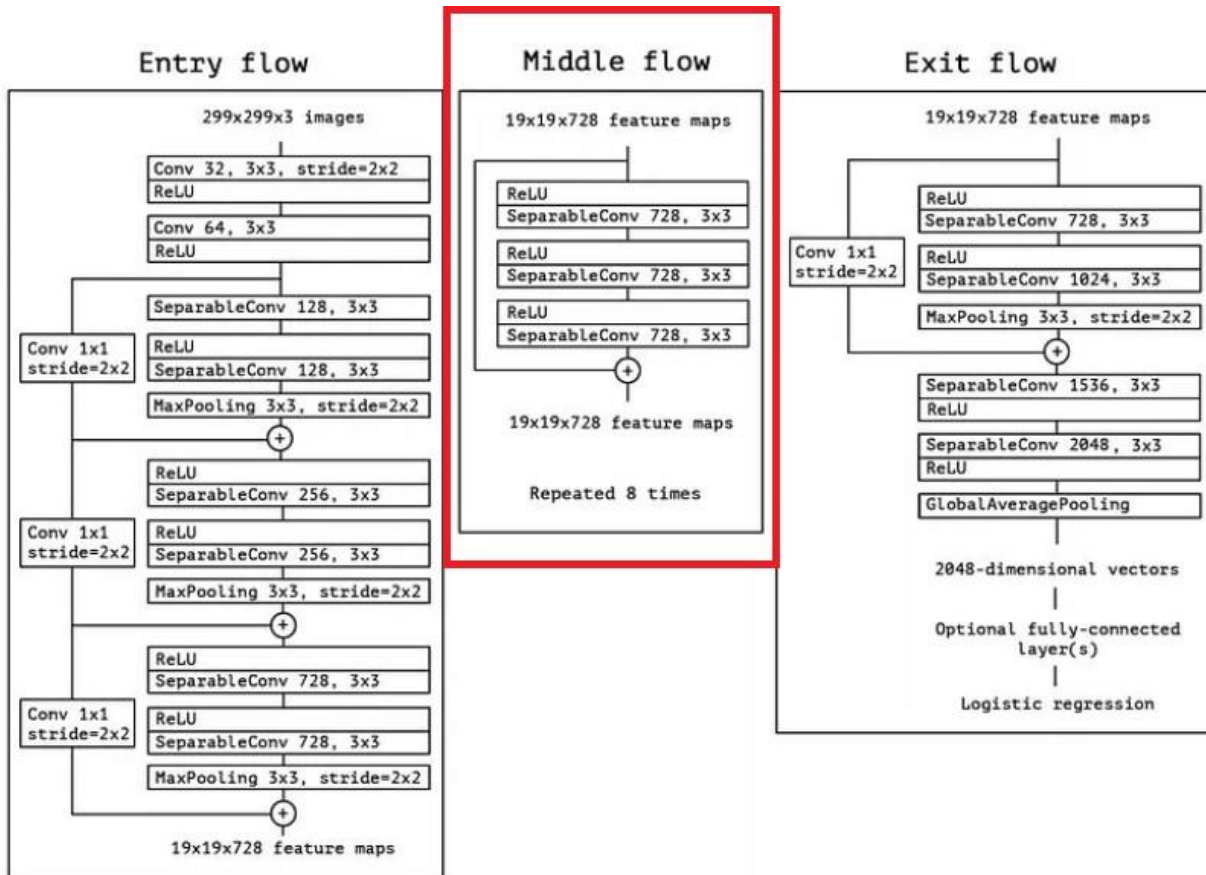 Entry flow
299x299x3 images
Conv 32, 3x3, stride=2x2
ReLU
Conv 64, 3x3
ReLU
SeparableConv 128, 3x3
Conv 1x1
stride=2x2
ReLU
SeparableConv 128, 3x3
MaxPooling 3x3, stride=2x2
+
ReLU
SeparableConv 256, 3x3
Conv 1x1
stride=2x2
ReLU
SeparableConv 256, 3x3
MaxPooling 3x3, stride=2x2
+
ReLU
SeparableConv 728, 3x3
Conv 1x1
stride=2x2
ReLU
SeparableConv 728, 3x3
MaxPooling 3x3, stride=2x2
+
19x19x728 feature maps
Middle flow
19x19x728 feature maps
ReLU
SeparableConv 728, 3x3
ReLU
SeparableConv 728, 3x3
ReLU
SeparableConv 728, 3x3
+
19x19x728 feature maps
Repeated 8 times
Exit flow
19x19x728 feature maps
ReLU
SeparableConv 728, 3x3
Conv 1x1
stride=2x2
ReLU
SeparableConv 1024, 3x3
MaxPooling 3x3, stride=2x2
+
SeparableConv 1536, 3x3
ReLU
SeparableConv 2048, 3x3
ReLU
GlobalAveragePooling
2048-dimensional vectors
Optional fully-connected
layer(s)
Logistic regression